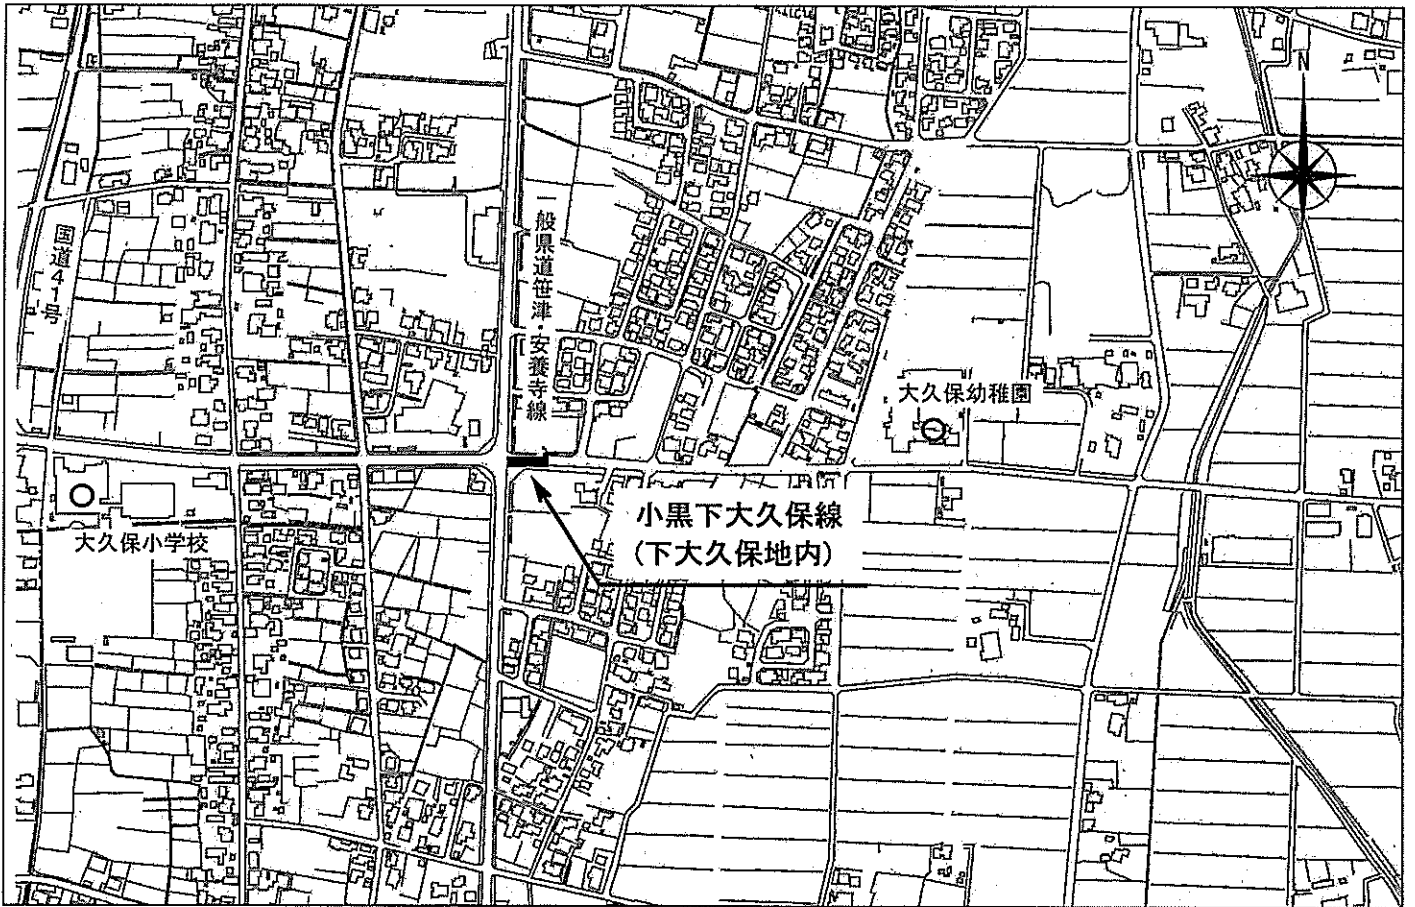 N
国道41号
一般県道笹津・安養寺線
大久保幼稚園
大久保小学校
小黒下大久保線
(下大久保地内)